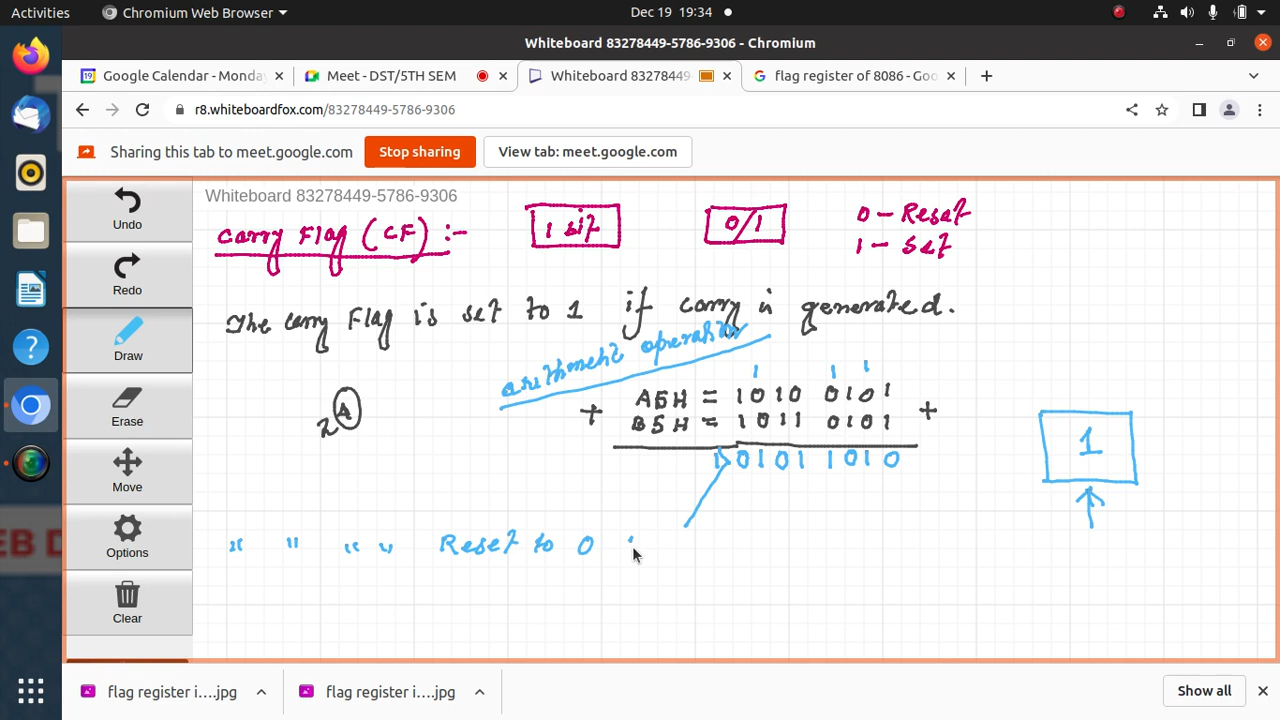 Activities Chromium Web Browser Dec 19 19:34
Whiteboard 83278449-5786-9306 - Chromium
Google Calendar - Monda Meet - DST/5TH SEM Whiteboard 83278449- flag register of 8086 - Goo
r8.whiteboardfox.com/83278449-5786-9306
Sharing this tab to meet.google.com Stop sharing View tab: meet.google.com
Whiteboard 83278449-5786-9306
Undo
Redo
Draw
Erase
Move
Options
Clear
Carry Flag (CF) :- 1 bit 0/1 0 - Reset
1 - Set
The carry Flag is set to 1 if carry is generated.
arithmetic operation
1 1 1
2 A + A5H = 1010 0101 +
B5H = 1011 0101
1 0101 1010
1
" " " " Reset to 0
flag register i....jpg flag register i....jpg Show all